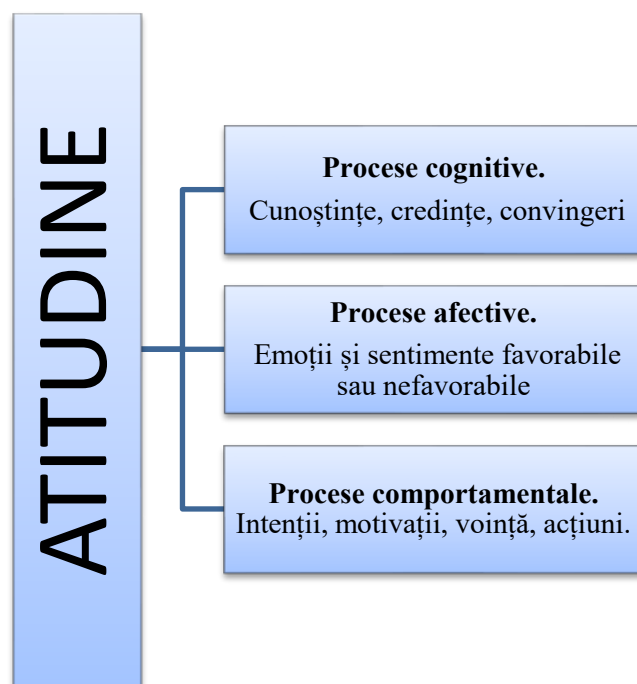 ATITUDINE
Procese cognitive.
Cunoștințe, credințe, convingeri
Procese afective.
Emoții și sentimente favorabile
sau nefavorabile
Procese comportamentale.
Intenții, motivații, voință, acțiuni.